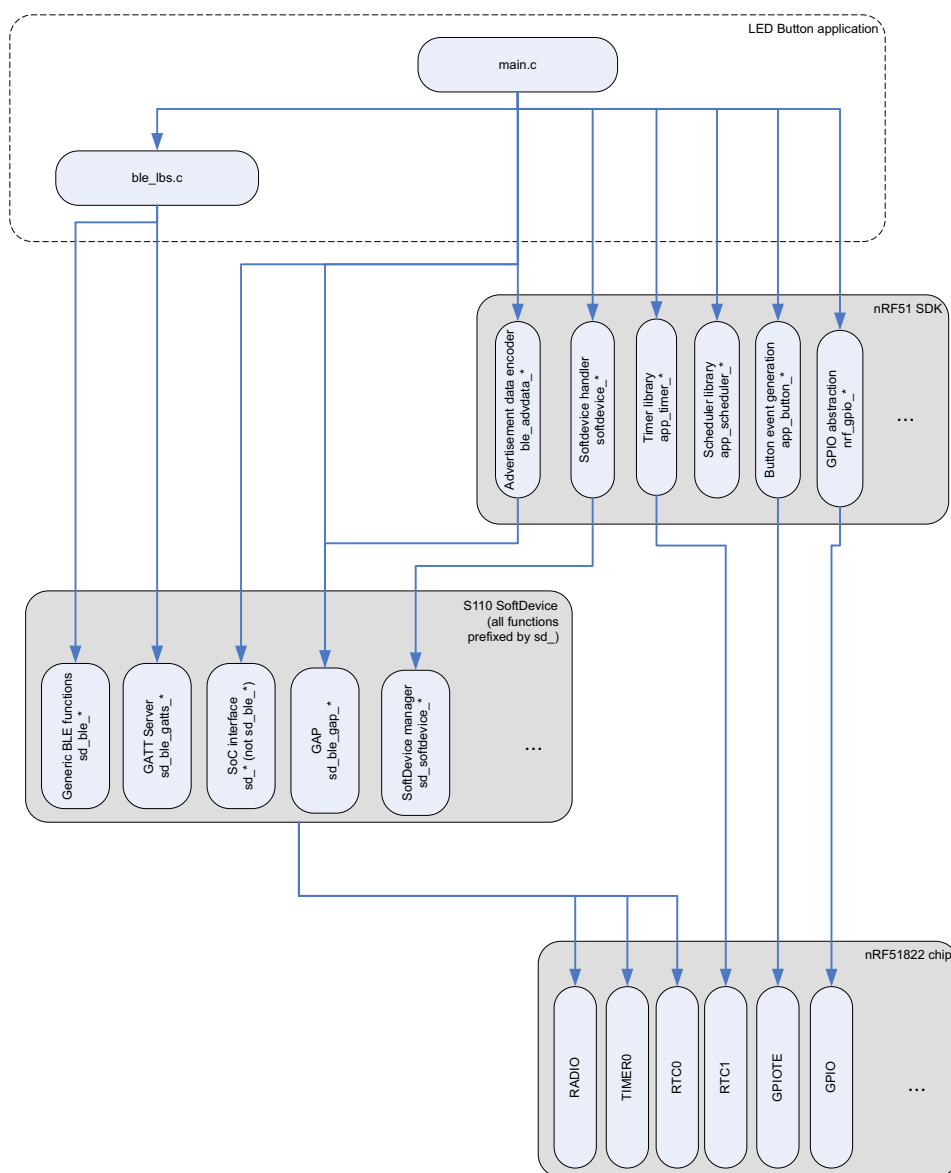 LED Button application
main.c
ble_lbs.c
nRF51 SDK
Advertisement data encoder
ble_advdata_*
Softdevice handler
softdevice_*
Timer library
app_timer_*
Scheduler library
app_scheduler_*
Button event generation
app_button_*
GPIO abstraction
nrf_gpio_*
...
S110 SoftDevice
(all functions
prefixed by sd_)
Generic BLE functions
sd_ble_*
GATT Server
sd_ble_gatts_*
SoC interface
sd_* (not sd_ble_*)
GAP
sd_ble_gap_*
SoftDevice manager
sd_softdevice_*
...
nRF51822 chip
RADIO
TIMER0
RTC0
RTC1
GPIOTE
GPIO
...